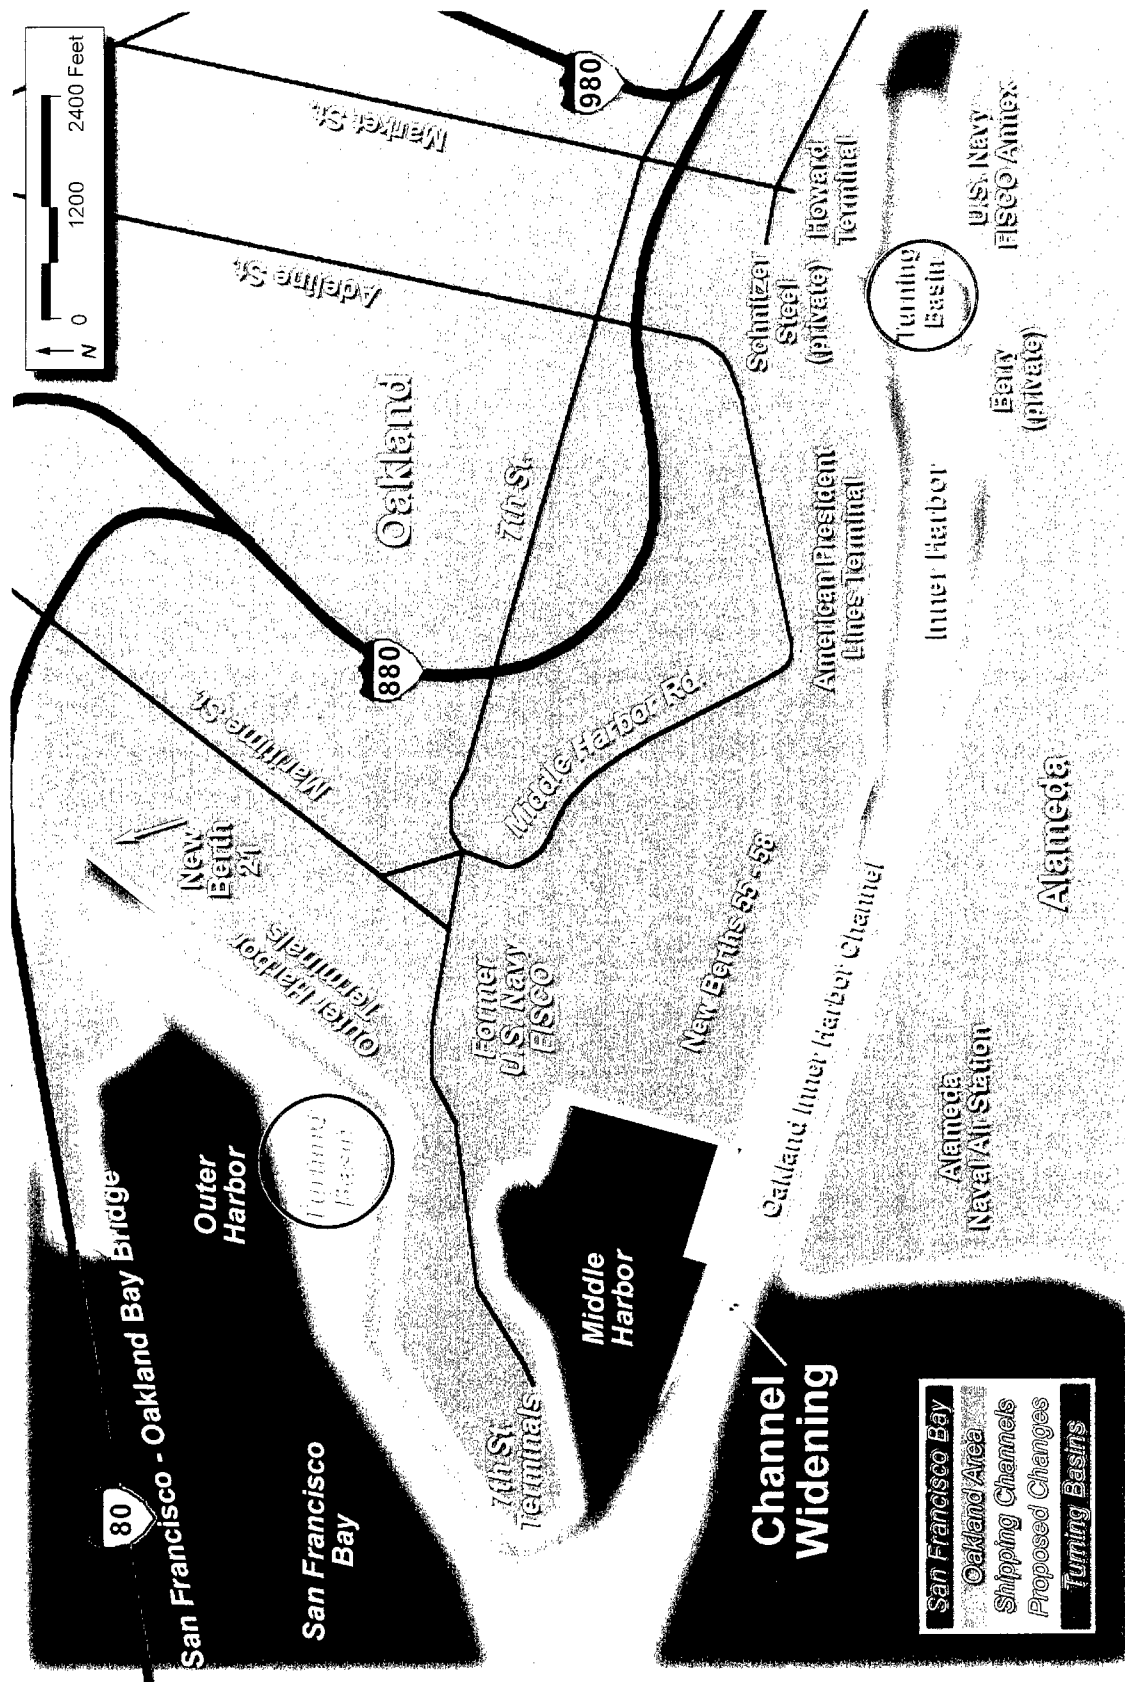 San Francisco - Oakland Bay Bridge
80
San Francisco
Bay
Outer
Harbor
Turning
Basin
Outer Harbor
Terminals
New
Berth
21
Maritime St.
880
Oakland
Adeline St.
Market St.
980
0 1200 2400 Feet
N
7th St.
Terminals
Middle
Harbor
Former
U.S. Navy
FISCO
Middle Harbor Rd.
7th St.
New Berths 55 - 58
American President
Lines Terminal
Schnitzer
Steel
(private)
Howard
Terminal
Channel
Widening
Oakland Inner Harbor Channel
Inner Harbor
Turning
Basin
Alameda
Naval Air Station
Alameda
Berry
(private)
U.S. Navy
FISCO Annex
San Francisco Bay
Oakland Area
Shipping Channels
Proposed Changes
Turning Basins